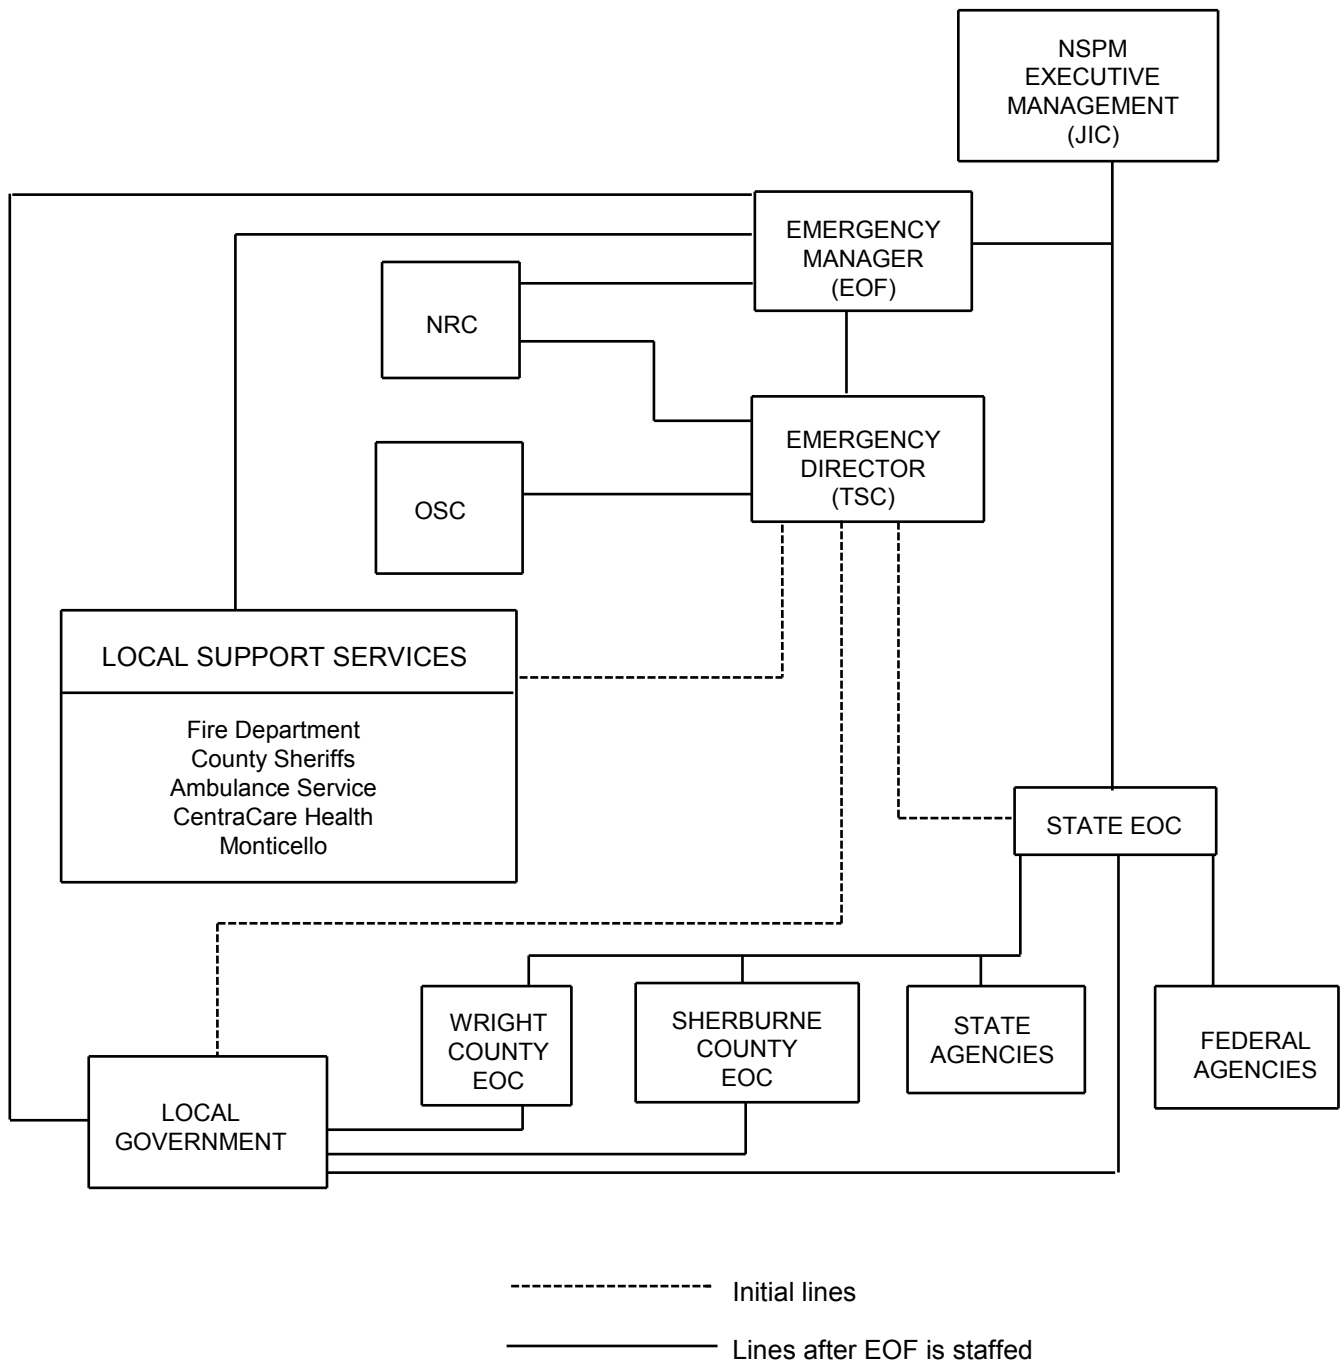 NSPM
EXECUTIVE
MANAGEMENT
(JIC)
EMERGENCY
MANAGER
(EOF)
NRC
EMERGENCY
DIRECTOR
(TSC)
OSC
LOCAL SUPPORT SERVICES
Fire Department
County Sheriffs
Ambulance Service
CentraCare Health
Monticello
STATE EOC
WRIGHT
COUNTY
EOC
SHERBURNE
COUNTY
EOC
STATE
AGENCIES
FEDERAL
AGENCIES
LOCAL
GOVERNMENT
Initial lines
Lines after EOF is staffed